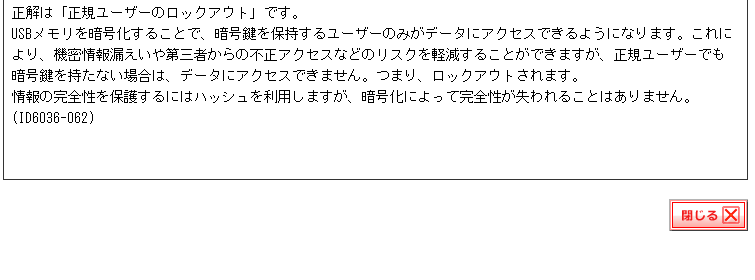 正解は「正規ユーザーのロックアウト」です。
USBメモリを暗号化することで、暗号鍵を保持するユーザーのみがデータにアクセスできるようになります。これに
より、機密情報漏えいや第三者からの不正アクセスなどのリスクを軽減することができますが、正規ユーザーでも
暗号鍵を持たない場合は、データにアクセスできません。つまり、ロックアウトされます。
情報の完全性を保護するにはハッシュを利用しますが、暗号化によって完全性が失われることはありません。
(ID6036-062)
閉じる